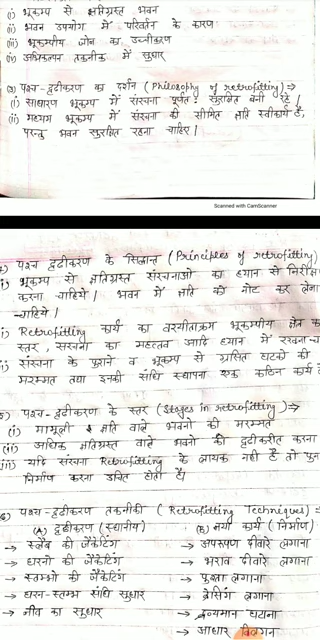 (i) भूकम्प से क्षतिग्रस्त भवन
(ii) भवन उपयोग में परिवर्तन के कारण
(iii) भूकम्पीय जोन का उच्चीकरण
(iv) अभिकल्पन तकनीक में सुधार
पश्च-दृढीकरण का दर्शन (Philosophy of retrofitting) ⇒
(i) साधारण भूकम्प में संरचना पूर्णत: सुरक्षित बनी रहे।
(ii) मध्यम भूकम्प में संरचना की सीमित क्षति स्वीकार्य है,
परन्तु भवन सुरक्षित रहना चाहिए।
Scanned with CamScanner
पश्च दृढीकरण के सिद्धान्त (Principles of retrofitting) ⇒
भूकम्प से क्षतिग्रस्त संरचनाओ का ध्यान से
करना चाहिये। भवन में क्षति को नोट कर लेना
चाहिये।
Retrofitting कार्य का वरीयताक्रम भूकम्पीय क्षेत्र
स्तर, संरचना का महत्व आदि ध्यान में रखना
संरचना के पुराने व भूकम्प से ग्रसित घटको की
मरम्मत तथा उनकी संधि स्थापना एक कठिन कार्य
पश्च-दृढीकरण के स्तर (Stages in retrofitting) ⇒
(i) मामूली क्षति वाले भवनो की मरम्मत
(ii) अधिक क्षतिग्रस्त वाले भवनो की दृढीकरीत करना
(iii) यदि संरचना Retrofitting के लायक नही है तो
निर्माण करना उचित होता है।
पश्च-दृढीकरण तकनीकी (Retrofitting Techniques) ⇒
(A) दृढीकरण (स्थानीय) (B) नया कार्य (निर्माण)
→ स्लैब की जैकेटिंग → अपरूपण दीवारे लगाना
→ धरनो की जैकेटिंग → भराव दीवारे लगाना
→ स्तम्भो की जैकेटिंग → पुश्ता लगाना
→ धरन-स्तम्भ संधि सुधार → ब्रेसिंग लगाना
→ नीव का सुधार → द्रव्यमान घटाना
→ आधार विलगन